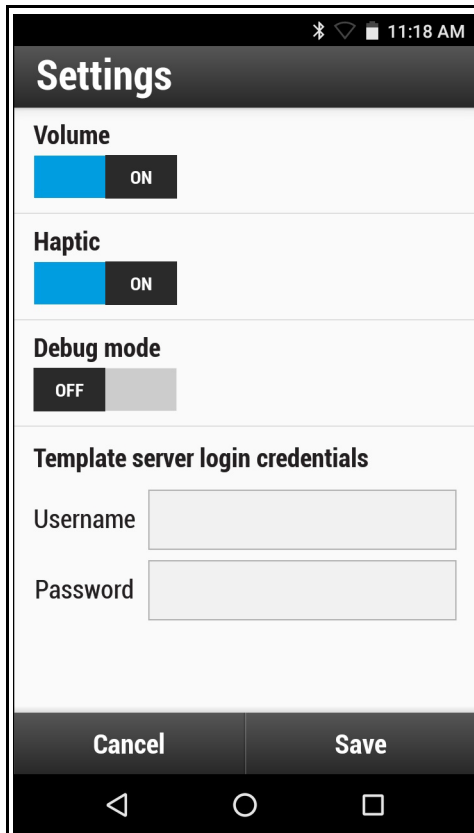 11:18 AM
Settings
Volume
ON
Haptic
ON
Debug mode
OFF
Template server login credentials
Username
Password
Cancel
Save